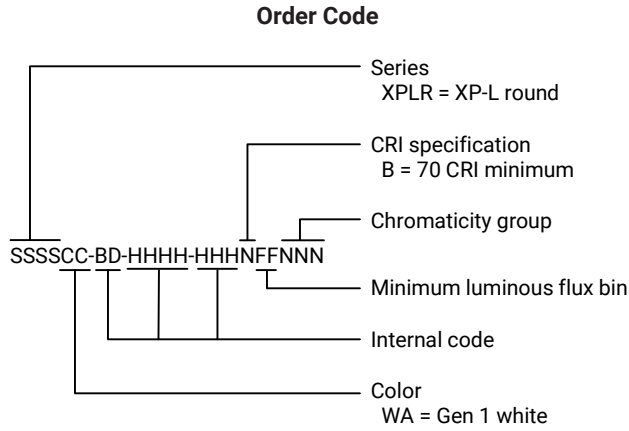 Order Code
Series
XPLR = XP-L round
CRI specification
B = 70 CRI minimum
Chromaticity group
SSSSCC-BD-HHHH-HHHNFFNNN
Minimum luminous flux bin
Internal code
Color
WA = Gen 1 white